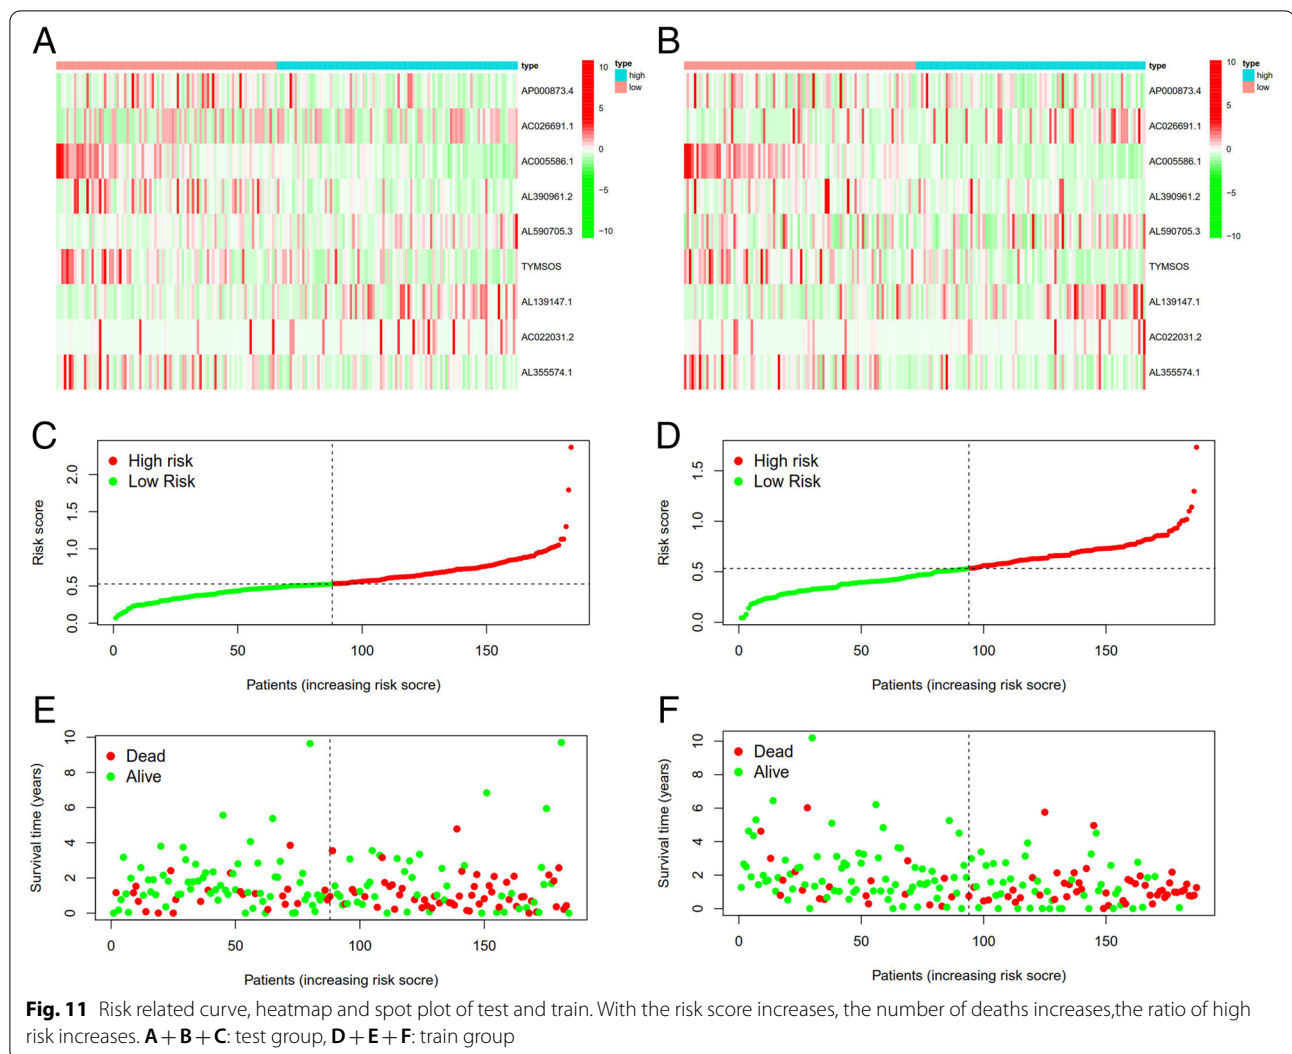 A
type
type
high
low
AP000873.4
AC026691.1
AC005586.1
AL390961.2
AL590705.3
TYMSOS
AL139147.1
AC022031.2
AL355574.1
10
5
0
−5
−10
B
type
type
high
low
AP000873.4
AC026691.1
AC005586.1
AL390961.2
AL590705.3
TYMSOS
AL139147.1
AC022031.2
AL355574.1
10
5
0
−5
−10
C
High risk
Low Risk
Risk score
2.0
1.5
1.0
0.5
0.0
0 50 100 150
Patients (increasing risk socre)
D
High risk
Low Risk
Risk score
1.5
1.0
0.5
0.0
0 50 100 150
Patients (increasing risk socre)
E
Dead
Alive
Survival time (years)
10
8
6
4
2
0
0 50 100 150
Patients (increasing risk socre)
F
Dead
Alive
Survival time (years)
10
8
6
4
2
0
0 50 100 150
Patients (increasing risk socre)
Fig. 11 Risk related curve, heatmap and spot plot of test and train. With the risk score increases, the number of deaths increases,the ratio of high
risk increases. A + B + C: test group, D + E + F: train group